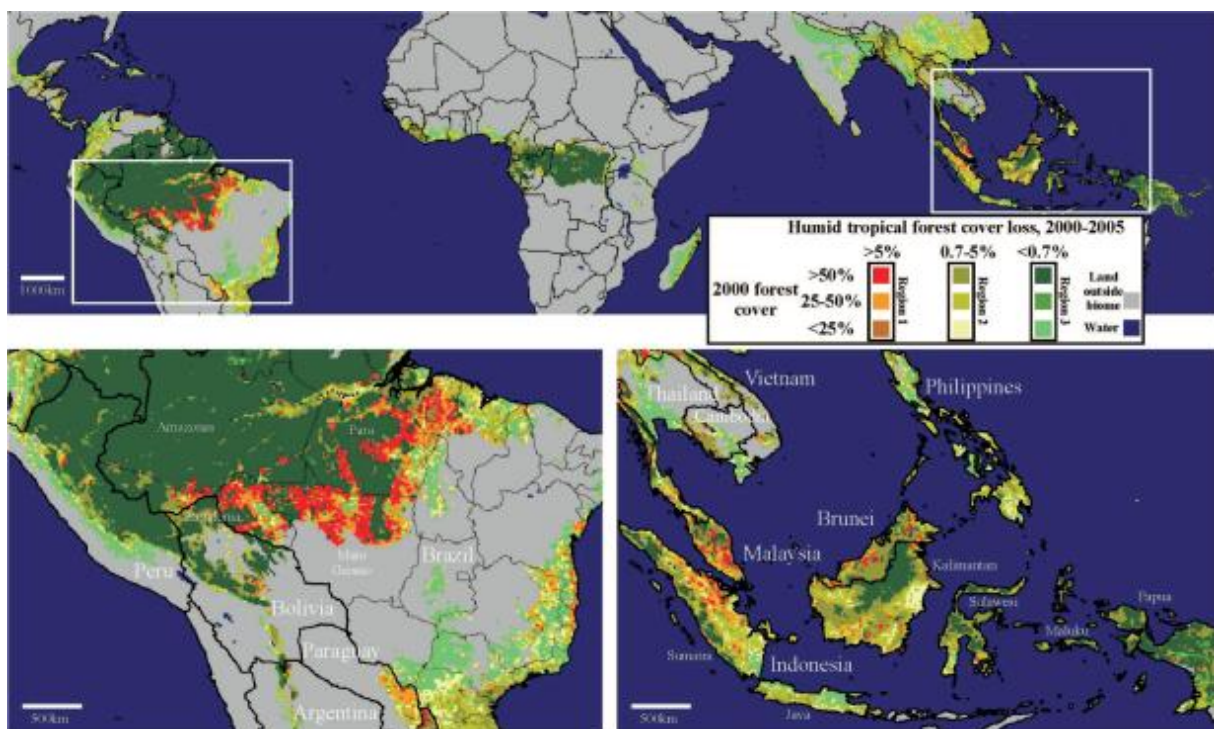 1000km
Humid tropical forest cover loss, 2000-2005
>5% 0.7-5% <0.7%
2000 forest cover
>50%
25-50%
<25%
Region 1
Region 2
Region 3
Land outside biome
Water
Amazonas
Para
Rondonia
Mato Grosso
Brazil
Peru
Bolivia
Paraguay
Argentina
500km
Thailand
Vietnam
Cambodia
Philippines
Brunei
Malaysia
Kalimantan
Sulawesi
Papua
Maluku
Sumatra
Indonesia
Java
500km